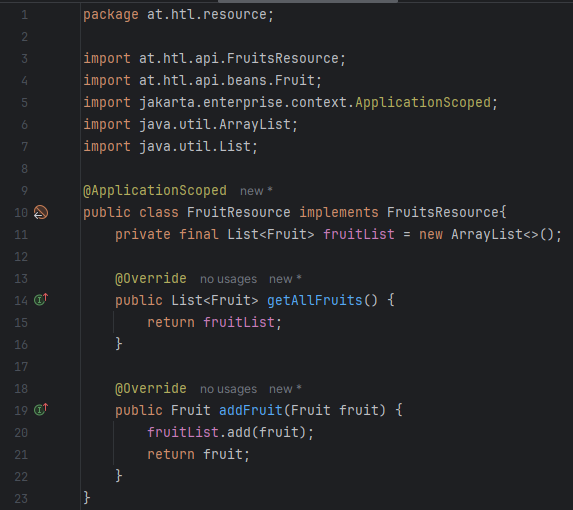 1 package at.htl.resource;
2
3 import at.htl.api.FruitsResource;
4 import at.htl.api.beans.Fruit;
5 import jakarta.enterprise.context.ApplicationScoped;
6 import java.util.ArrayList;
7 import java.util.List;
8
9 @ApplicationScoped new *
10 public class FruitResource implements FruitsResource{
11     private final List<Fruit> fruitList = new ArrayList<>();
12
13     @Override no usages new *
14     public List<Fruit> getAllFruits() {
15         return fruitList;
16     }
17
18     @Override no usages new *
19     public Fruit addFruit(Fruit fruit) {
20         fruitList.add(fruit);
21         return fruit;
22     }
23 }